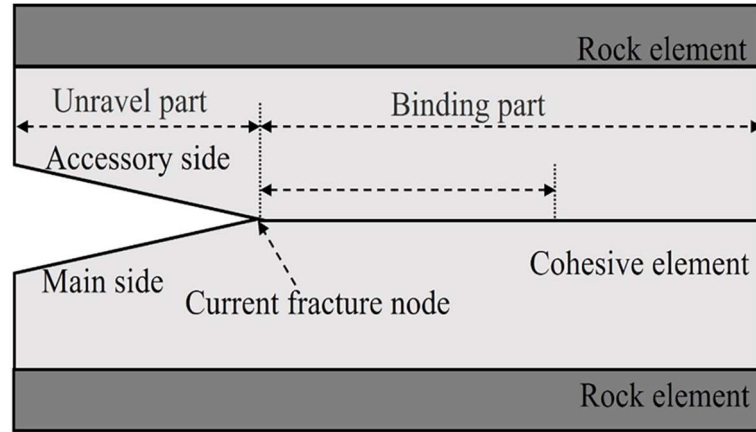 Rock element
Unravel part
Binding part
Accessory side
Cohesive element
Main side
Current fracture node
Rock element